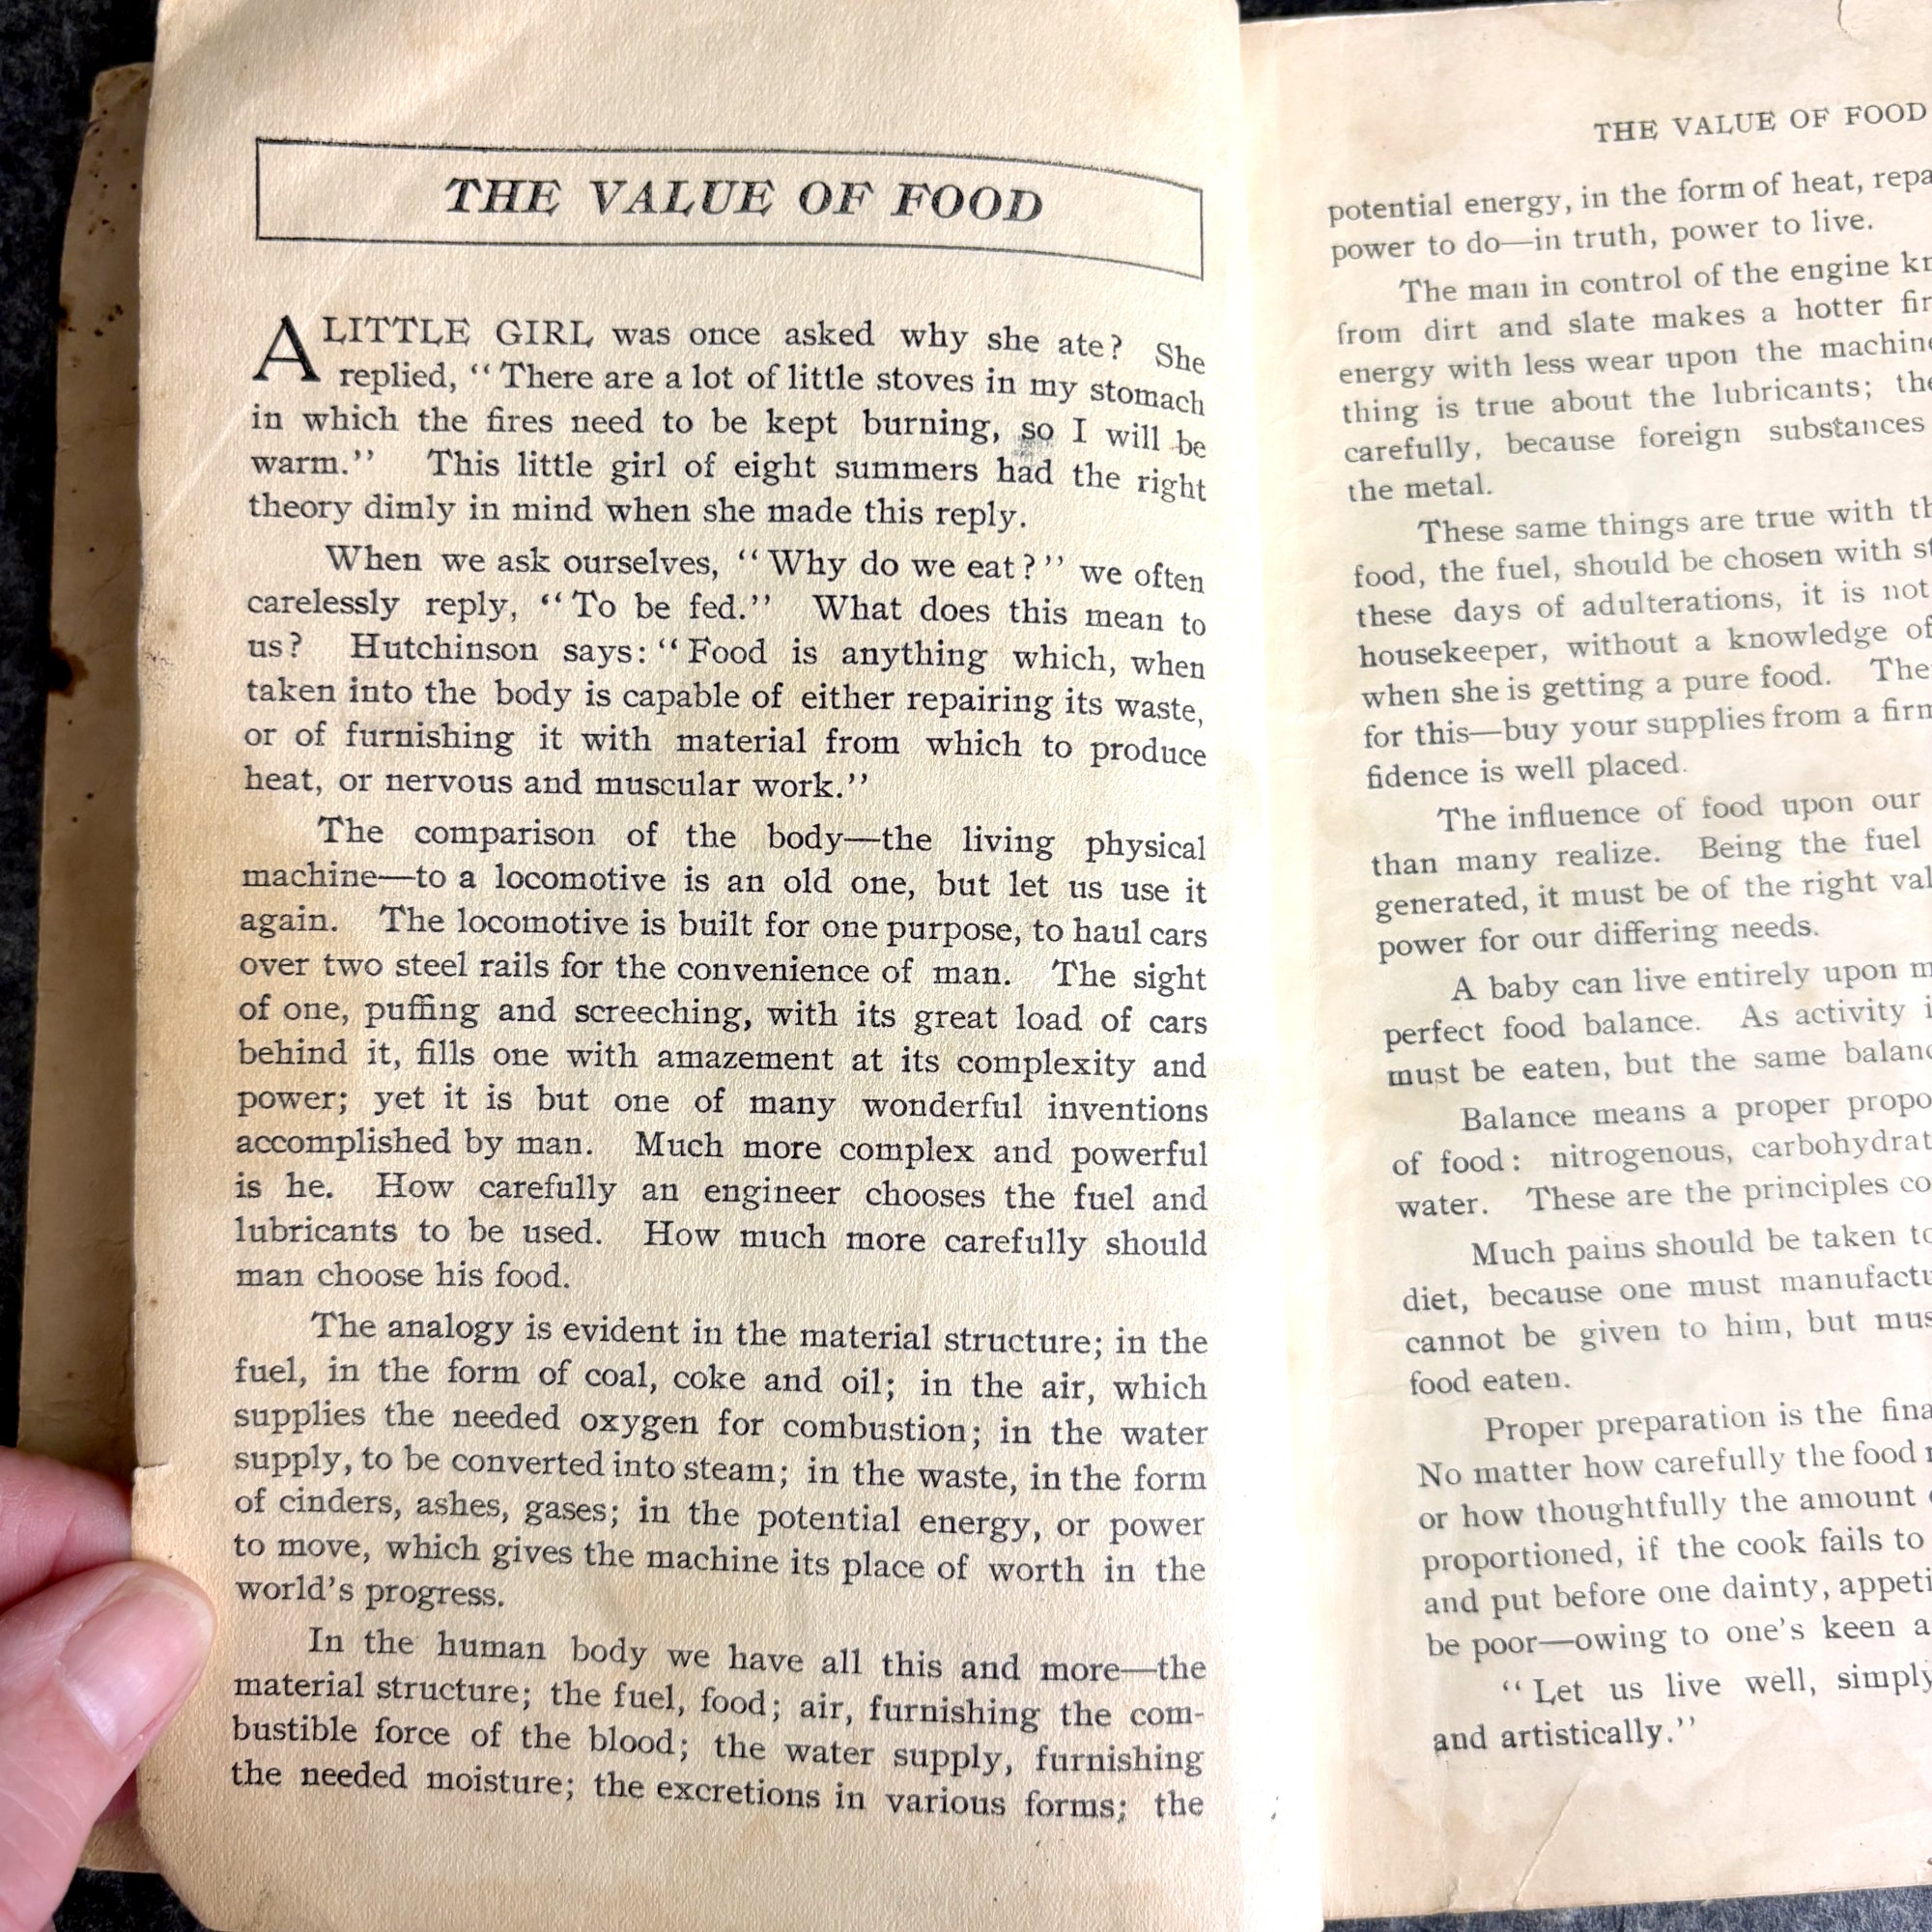 THE VALUE OF FOOD
A LITTLE GIRL was once asked why she ate? She
replied, "There are a lot of little stoves in my stomach
in which the fires need to be kept burning, so I will be
warm." This little girl of eight summers had the right
theory dimly in mind when she made this reply.
When we ask ourselves, "Why do we eat?" we often
carelessly reply, "To be fed." What does this mean to
us? Hutchinson says: "Food is anything which, when
taken into the body is capable of either repairing its waste,
or of furnishing it with material from which to produce
heat, or nervous and muscular work."
The comparison of the body—the living physical
machine—to a locomotive is an old one, but let us use it
again. The locomotive is built for one purpose, to haul cars
over two steel rails for the convenience of man. The sight
of one, puffing and screeching, with its great load of cars
behind it, fills one with amazement at its complexity and
power; yet it is but one of many wonderful inventions
accomplished by man. Much more complex and powerful
is he. How carefully an engineer chooses the fuel and
lubricants to be used. How much more carefully should
man choose his food.
The analogy is evident in the material structure; in the
fuel, in the form of coal, coke and oil; in the air, which
supplies the needed oxygen for combustion; in the water
supply, to be converted into steam; in the waste, in the form
of cinders, ashes, gases; in the potential energy, or power
to move, which gives the machine its place of worth in the
world's progress.
In the human body we have all this and more—the
material structure; the fuel, food; air, furnishing the com-
bustible force of the blood; the water supply, furnishing
the needed moisture; the excretions in various forms; the
THE VALUE OF FOOD
potential energy, in the form of heat, repa
power to do—in truth, power to live.
The man in control of the engine kn
from dirt and slate makes a hotter fir
energy with less wear upon the machine
thing is true about the lubricants; the
carefully, because foreign substances
the metal.
These same things are true with th
food, the fuel, should be chosen with st
these days of adulterations, it is not
housekeeper, without a knowledge of
when she is getting a pure food. The
for this—buy your supplies from a firm
fidence is well placed.
The influence of food upon our
than many realize. Being the fuel
generated, it must be of the right val
power for our differing needs.
A baby can live entirely upon m
perfect food balance. As activity i
must be eaten, but the same balanc
Balance means a proper propo
of food: nitrogenous, carbohydrat
water. These are the principles co
Much pains should be taken to
diet, because one must manufactu
cannot be given to him, but mus
food eaten.
Proper preparation is the fina
No matter how carefully the food
or how thoughtfully the amount
proportioned, if the cook fails to
and put before one dainty, appeti
be poor—owing to one's keen a
"Let us live well, simply
and artistically."